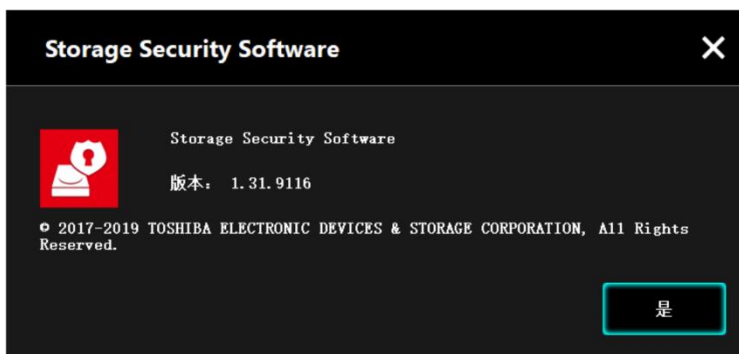 Storage Security Software
Storage Security Software
版本： 1.31.9116
© 2017-2019 TOSHIBA ELECTRONIC DEVICES & STORAGE CORPORATION, All Rights
Reserved.
是